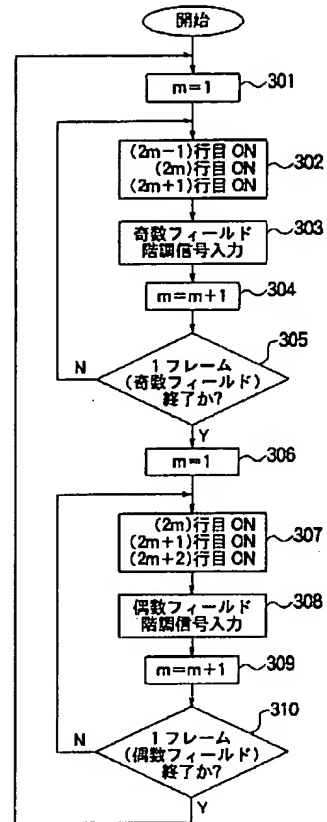 開始
m=1
301
(2m-1)行目 ON
(2m)行目 ON
(2m+1)行目 ON
302
奇数フィールド
階調信号入力
303
m=m+1
304
1フレーム
(奇数フィールド)
終了か?
305
N
Y
m=1
306
(2m)行目 ON
(2m+1)行目 ON
(2m+2)行目 ON
307
偶数フィールド
階調信号入力
308
m=m+1
309
1フレーム
(偶数フィールド)
終了か?
310
N
Y